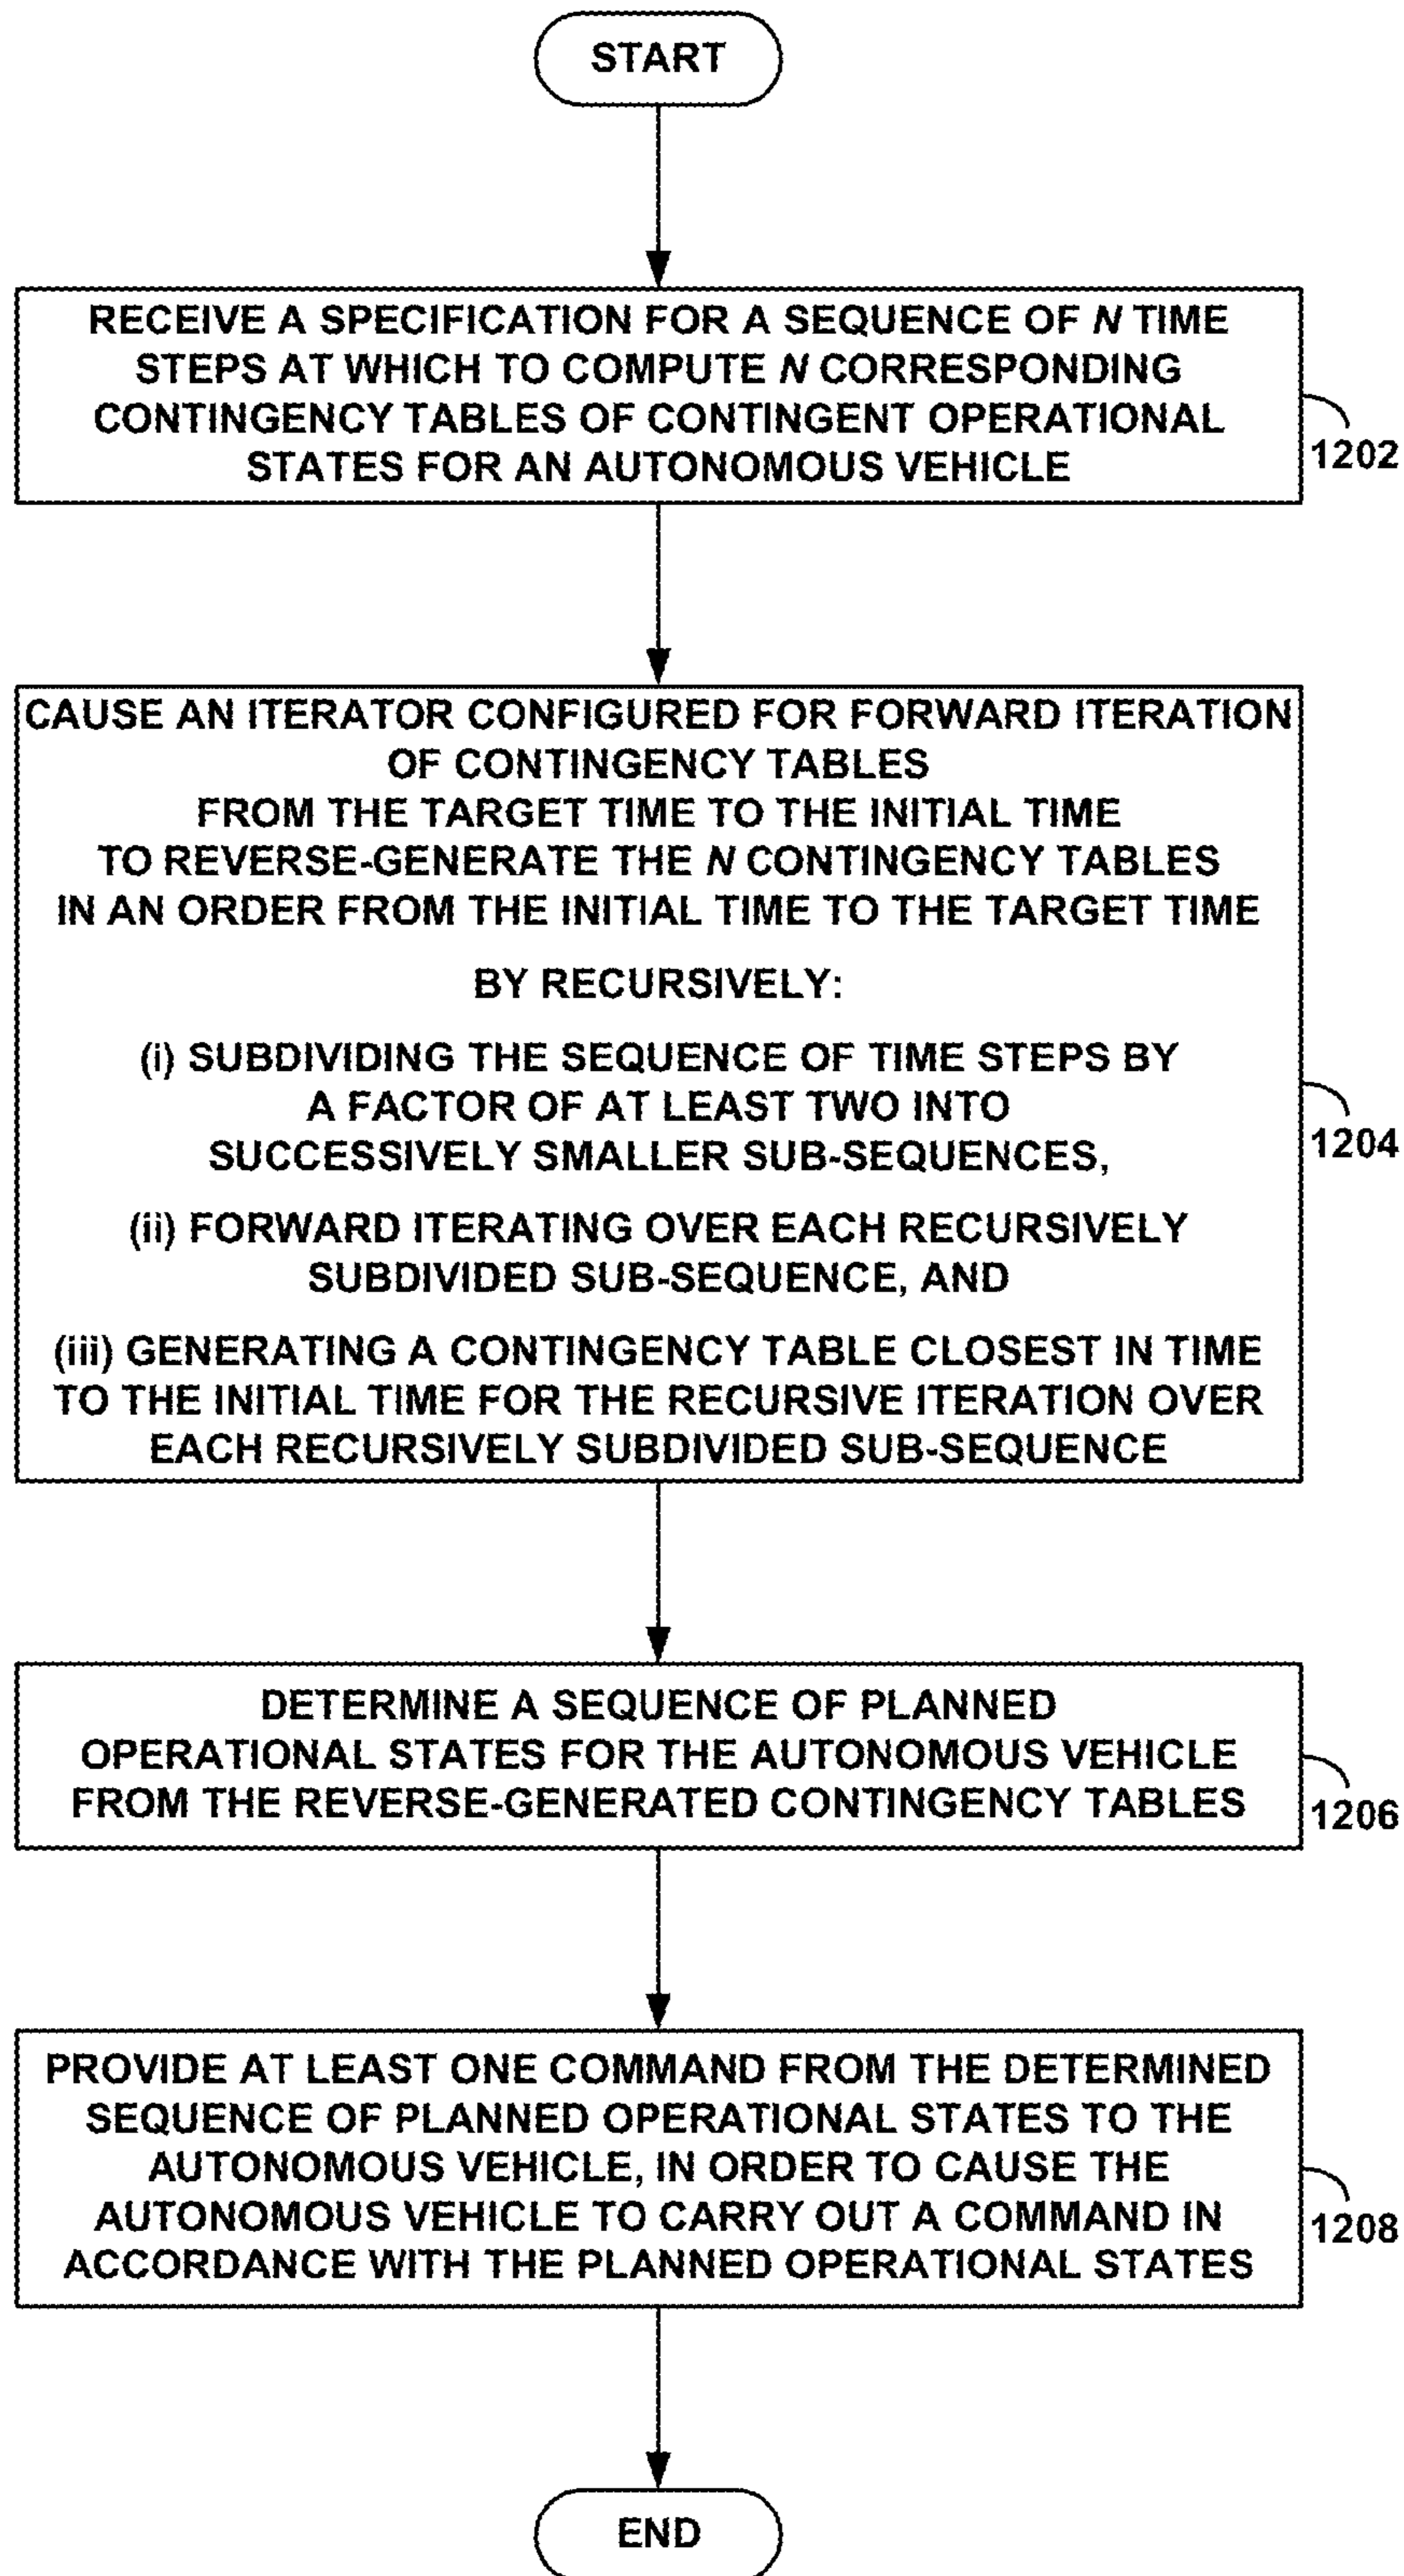 START
RECEIVE A SPECIFICATION FOR A SEQUENCE OF N TIME
STEPS AT WHICH TO COMPUTE N CORRESPONDING
CONTINGENCY TABLES OF CONTINGENT OPERATIONAL
STATES FOR AN AUTONOMOUS VEHICLE
1202
CAUSE AN ITERATOR CONFIGURED FOR FORWARD ITERATION
OF CONTINGENCY TABLES
FROM THE TARGET TIME TO THE INITIAL TIME
TO REVERSE-GENERATE THE N CONTINGENCY TABLES
IN AN ORDER FROM THE INITIAL TIME TO THE TARGET TIME
BY RECURSIVELY:
(i) SUBDIVIDING THE SEQUENCE OF TIME STEPS BY
A FACTOR OF AT LEAST TWO INTO
SUCCESSIVELY SMALLER SUB-SEQUENCES,
(ii) FORWARD ITERATING OVER EACH RECURSIVELY
SUBDIVIDED SUB-SEQUENCE, AND
(iii) GENERATING A CONTINGENCY TABLE CLOSEST IN TIME
TO THE INITIAL TIME FOR THE RECURSIVE ITERATION OVER
EACH RECURSIVELY SUBDIVIDED SUB-SEQUENCE
1204
DETERMINE A SEQUENCE OF PLANNED
OPERATIONAL STATES FOR THE AUTONOMOUS VEHICLE
FROM THE REVERSE-GENERATED CONTINGENCY TABLES
1206
PROVIDE AT LEAST ONE COMMAND FROM THE DETERMINED
SEQUENCE OF PLANNED OPERATIONAL STATES TO THE
AUTONOMOUS VEHICLE, IN ORDER TO CAUSE THE
AUTONOMOUS VEHICLE TO CARRY OUT A COMMAND IN
ACCORDANCE WITH THE PLANNED OPERATIONAL STATES
1208
END